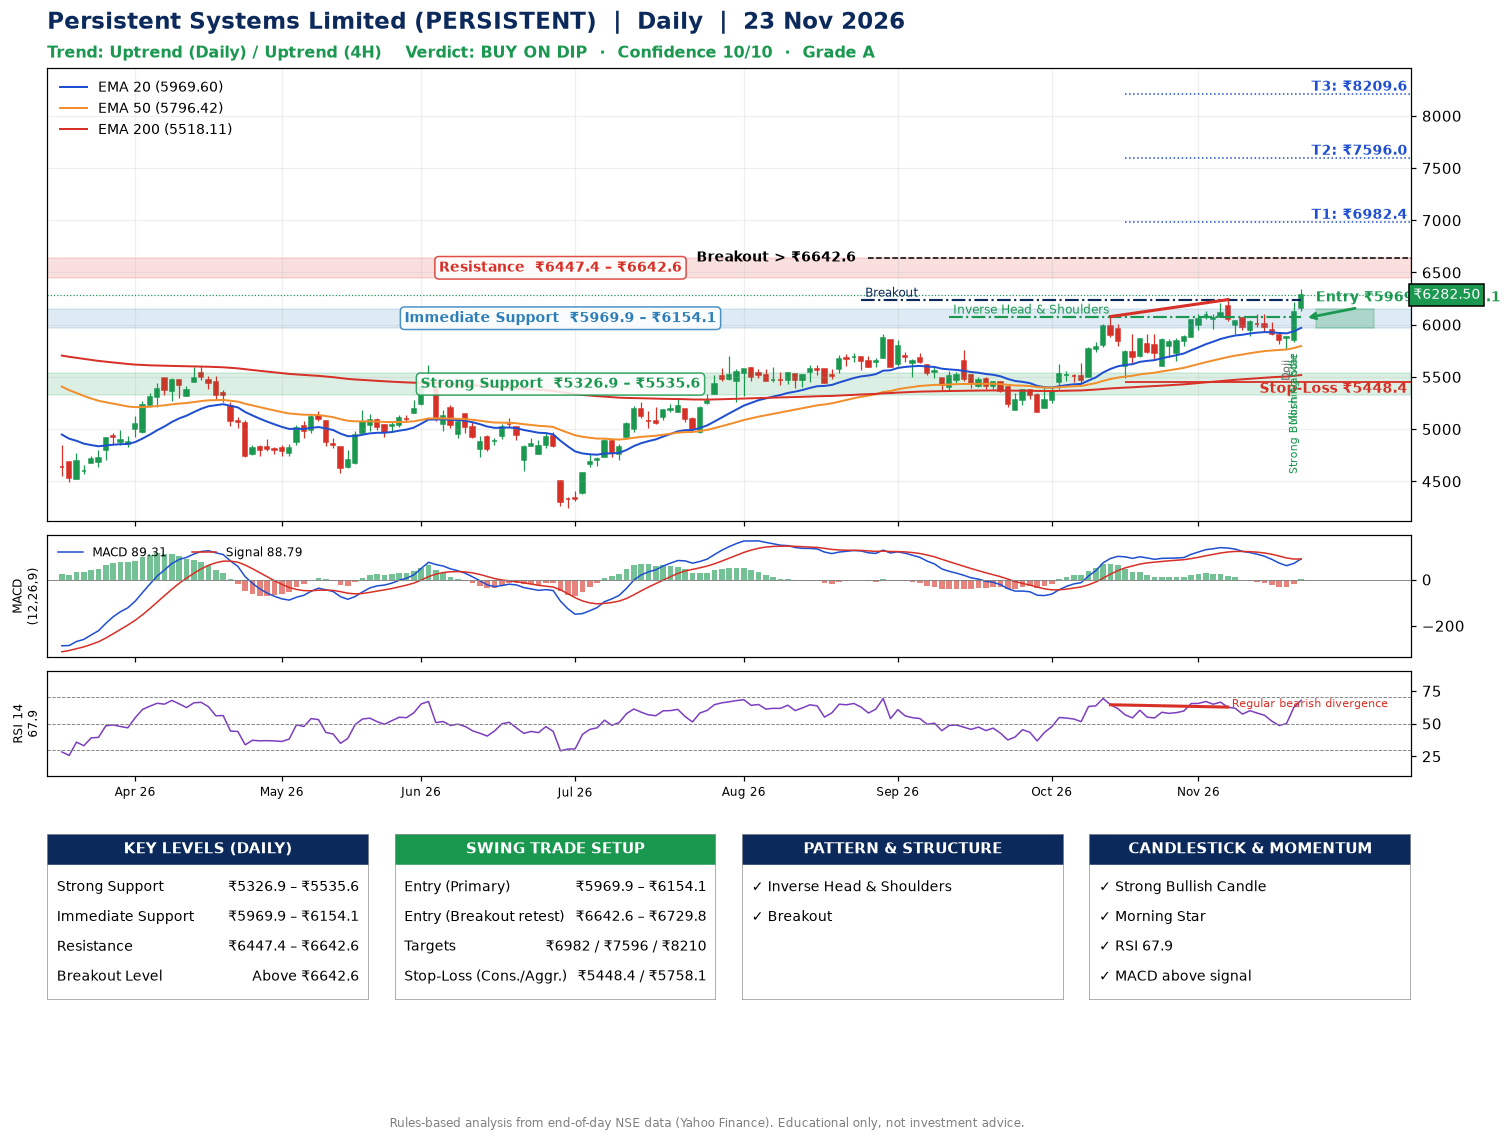 Persistent Systems Limited (PERSISTENT) | Daily | 23 Nov 2026
Trend: Uptrend (Daily) / Uptrend (4H) Verdict: BUY ON DIP · Confidence 10/10 · Grade A
EMA 20 (5969.60)
EMA 50 (5796.42)
EMA 200 (5518.11)
T3: ₹8209.6
8000
T2: ₹7596.0
7500
T1: ₹6982.4
7000
Breakout > ₹6642.6
Resistance ₹6447.4 – ₹6642.6
6500
Breakout
Entry ₹5969
₹6282.50
.1
Inverse Head & Shoulders
Immediate Support ₹5969.9 – ₹6154.1
6000
Strong Support ₹5326.9 – ₹5535.6
5500
Stop-Loss ₹5448.4
Doji
Strong
5000
4500
MACD 89.31
Signal 88.79
MACD
(12,26,9)
0
−200
RSI 14
67.9
Regular bearish divergence
75
50
25
Apr 26 May 26 Jun 26 Jul 26 Aug 26 Sep 26 Oct 26 Nov 26
KEY LEVELS (DAILY)
Strong Support ₹5326.9 – ₹5535.6
Immediate Support ₹5969.9 – ₹6154.1
Resistance ₹6447.4 – ₹6642.6
Breakout Level Above ₹6642.6
SWING TRADE SETUP
Entry (Primary) ₹5969.9 – ₹6154.1
Entry (Breakout retest) ₹6642.6 – ₹6729.8
Targets ₹6982 / ₹7596 / ₹8210
Stop-Loss (Cons./Aggr.) ₹5448.4 / ₹5758.1
PATTERN & STRUCTURE
✓ Inverse Head & Shoulders
✓ Breakout
CANDLESTICK & MOMENTUM
✓ Strong Bullish Candle
✓ Morning Star
✓ RSI 67.9
✓ MACD above signal
Rules-based analysis from end-of-day NSE data (Yahoo Finance). Educational only, not investment advice.